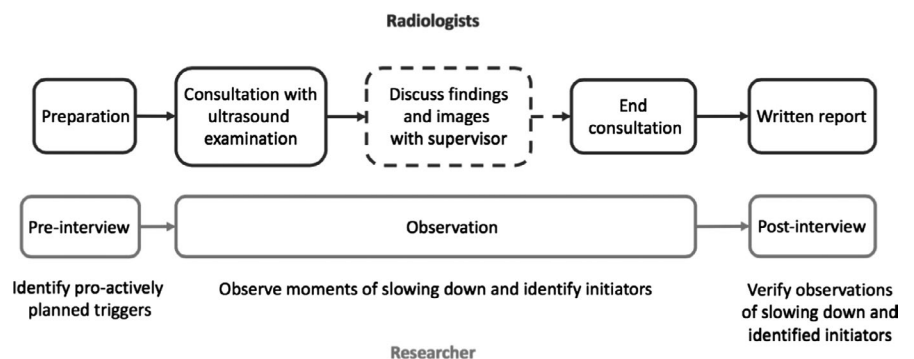 Radiologists
Preparation
Consultation with
ultrasound
examination
Discuss findings
and images
with supervisor
End
consultation
Written report
Pre-interview
Observation
Post-interview
Identify pro-actively
planned triggers
Observe moments of slowing down and identify initiators
Verify observations
of slowing down and
identified initiators
Researcher